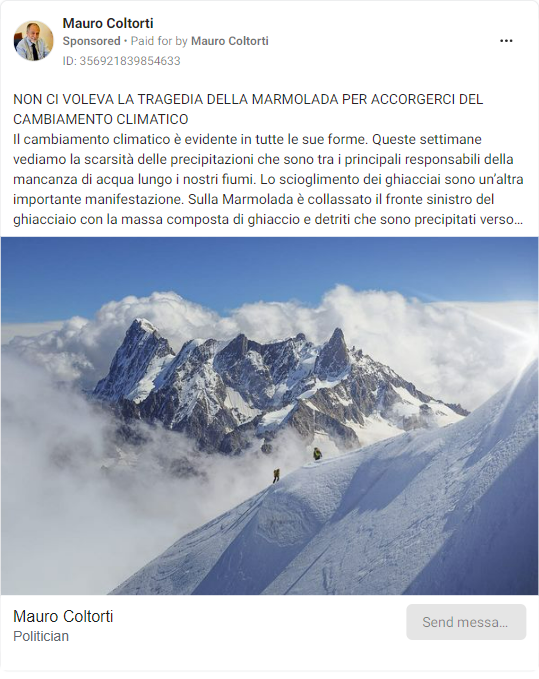 Mauro Coltorti
Sponsored • Paid for by Mauro Coltorti
ID: 356921839854633
NON CI VOLEVA LA TRAGEDIA DELLA MARMOLADA PER ACCORGERCI DEL
CAMBIAMENTO CLIMATICO
Il cambiamento climatico è evidente in tutte le sue forme. Queste settimane
vediamo la scarsità delle precipitazioni che sono tra i principali responsabili della
mancanza di acqua lungo i nostri fiumi. Lo scioglimento dei ghiacciai sono un’altra
importante manifestazione. Sulla Marmolada è collassato il fronte sinistro del
ghiacciaio con la massa composta di ghiaccio e detriti che sono precipitati verso...
Mauro Coltorti
Politician
Send messa...